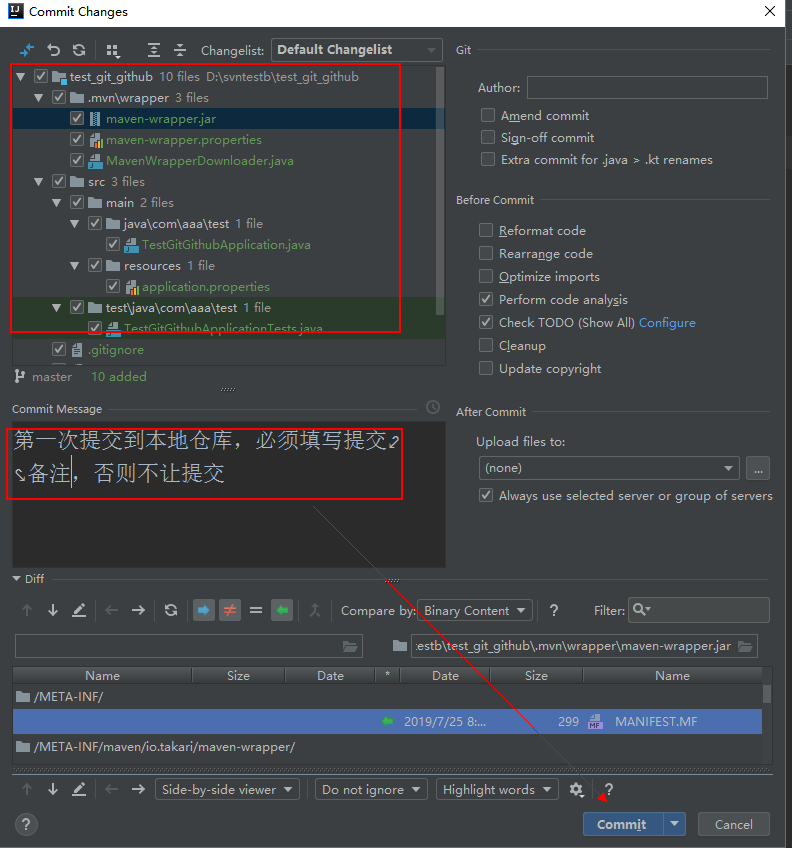 Commit Changes
Changelist: Default Changelist
Git
test_git_github 10 files D:\svntestb\test_git_github
Author:
.mvn\wrapper 3 files
Amend commit
maven-wrapper.jar
Sign-off commit
maven-wrapper.properties
Extra commit for .java > .kt renames
MavenWrapperDownloader.java
src 3 files
Before Commit
main 2 files
Reformat code
java\com\aaa\test 1 file
Rearrange code
TestGitGithubApplication.java
Optimize imports
resources 1 file
Perform code analysis
application.properties
Check TODO (Show All) Configure
test\java\com\aaa\test 1 file
Cleanup
TestGitGithubApplicationTests.java
Update copyright
.gitignore
master 10 added
Commit Message
After Commit
第一次提交到本地仓库，必须填写提交
备注，否则不让提交
Upload files to:
(none)
...
Always use selected server or group of servers
Diff
Compare by: Binary Content ? Filter:
:estb\test_git_github\.mvn\wrapper\maven-wrapper.jar
Name Size Date * Date Size Name
/META-INF/
2019/7/25 8:... 299 MANIFEST.MF
/META-INF/maven/io.takari/maven-wrapper/
Side-by-side viewer Do not ignore Highlight words ?
? Commit Cancel